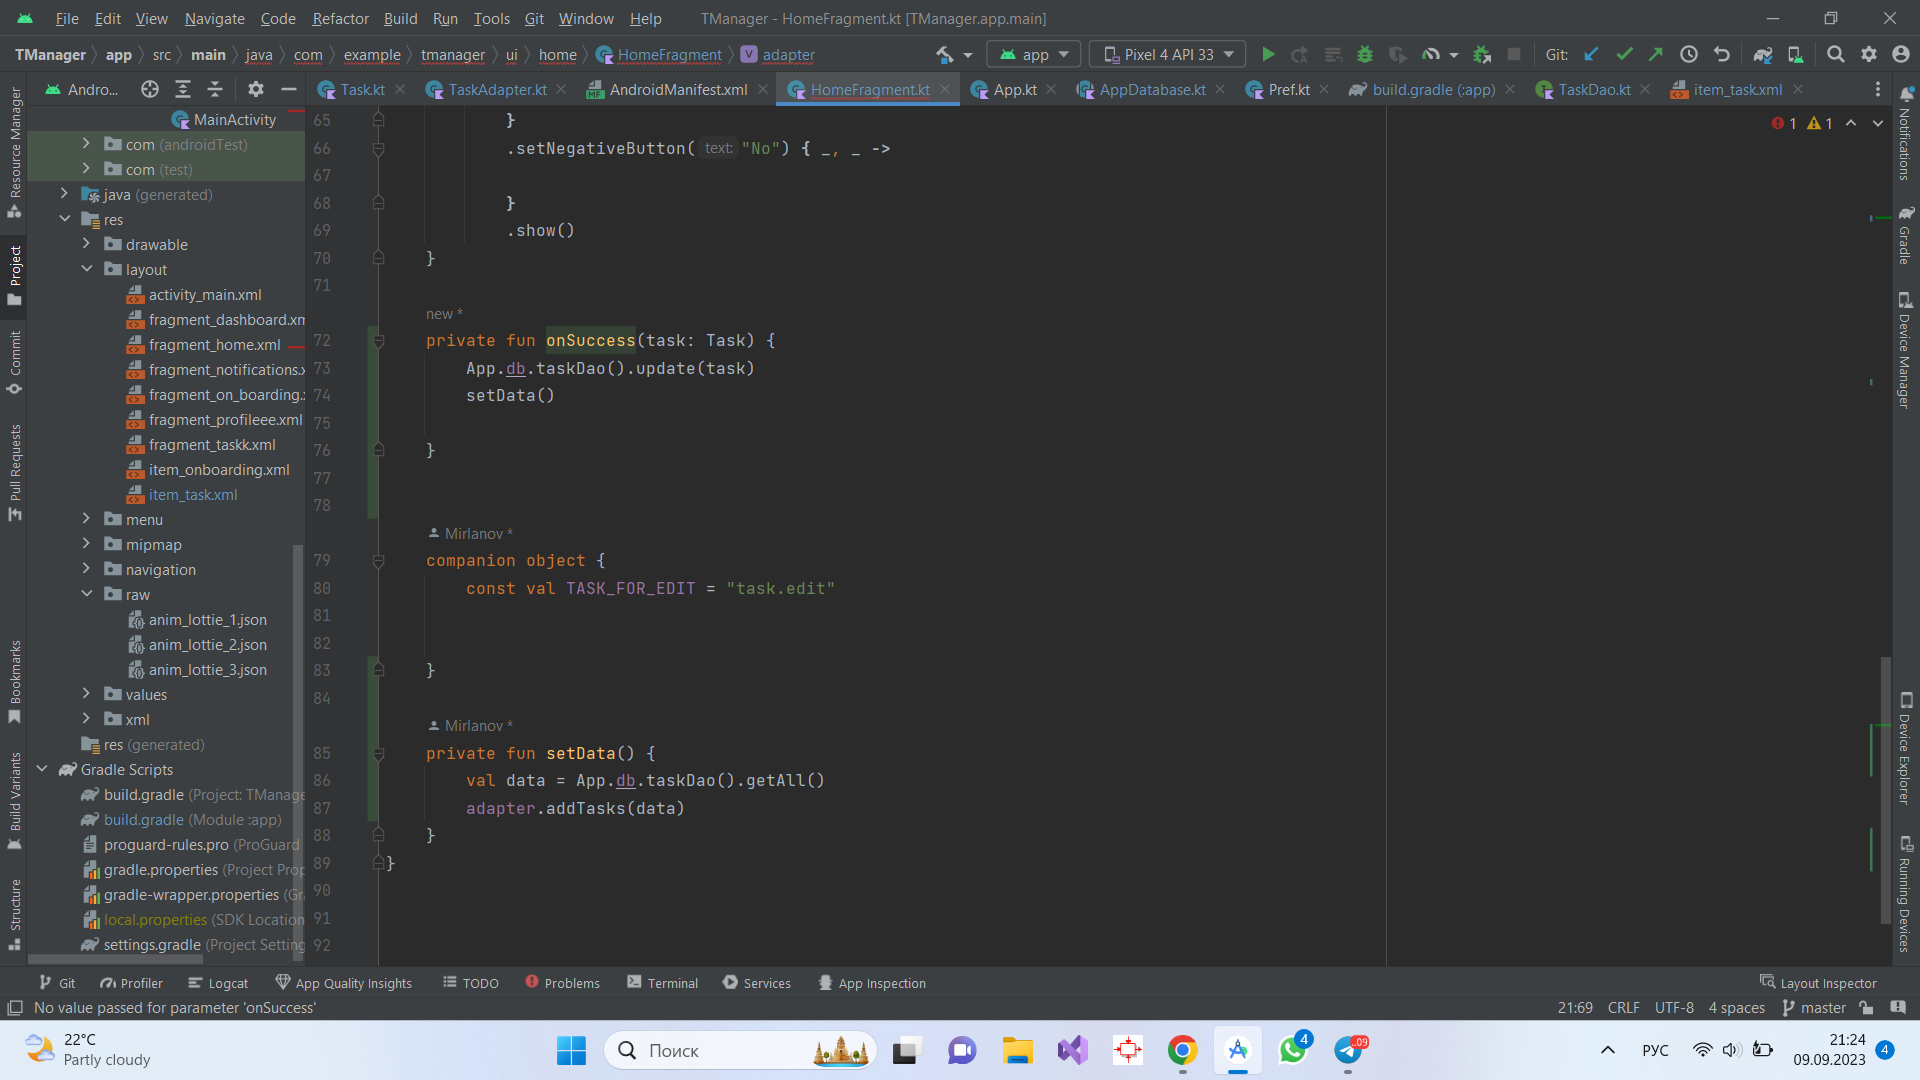 File Edit View Navigate Code Refactor Build Run Tools Git Window Help TManager - HomeFragment.kt [TManager.app.main]
TManager app src main java com example tmanager ui home HomeFragment adapter app Pixel 4 API 33 Git:
Andro... Task.kt TaskAdapter.kt AndroidManifest.xml HomeFragment.kt App.kt AppDatabase.kt Pref.kt build.gradle (:app) TaskDao.kt item_task.xml
Resource Manager
Project
Commit
Pull Requests
Bookmarks
Build Variants
Structure
MainActivity
com (androidTest)
com (test)
java (generated)
res
drawable
layout
activity_main.xml
fragment_dashboard.xm
fragment_home.xml
fragment_notifications.x
fragment_on_boarding.
fragment_profileee.xml
fragment_taskk.xml
item_onboarding.xml
item_task.xml
menu
mipmap
navigation
raw
anim_lottie_1.json
anim_lottie_2.json
anim_lottie_3.json
values
xml
res (generated)
Gradle Scripts
build.gradle (Project: TManage
build.gradle (Module :app)
proguard-rules.pro (ProGuard
gradle.properties (Project Prop
gradle-wrapper.properties (Gr
local.properties (SDK Location
settings.gradle (Project Setting
65 }
66 .setNegativeButton( text: "No") { _, _ ->
67
68 }
69 .show()
70 }
71
new *
72 private fun onSuccess(task: Task) {
73 App.db.taskDao().update(task)
74 setData()
75
76 }
77
78
Mirlanov *
79 companion object {
80 const val TASK_FOR_EDIT = "task.edit"
81
82
83 }
84
Mirlanov *
85 private fun setData() {
86 val data = App.db.taskDao().getAll()
87 adapter.addTasks(data)
88 }
89 }
90
91
92
1 1
Notifications
Gradle
Device Manager
Device Explorer
Running Devices
Git Profiler Logcat App Quality Insights TODO Problems Terminal Services App Inspection Layout Inspector
No value passed for parameter 'onSuccess' 21:69 CRLF UTF-8 4 spaces master
22°C
Partly cloudy
Поиск
4
.09
РУС
21:24
09.09.2023
4